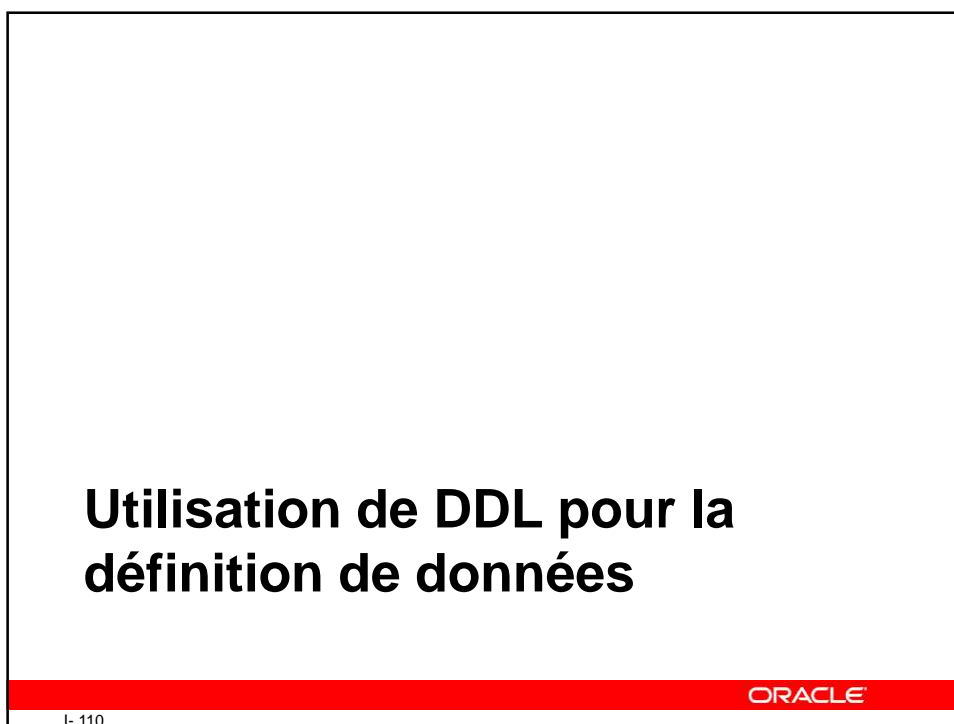 Utilisation de DDL pour la
définition de données
ORACLE
I- 110